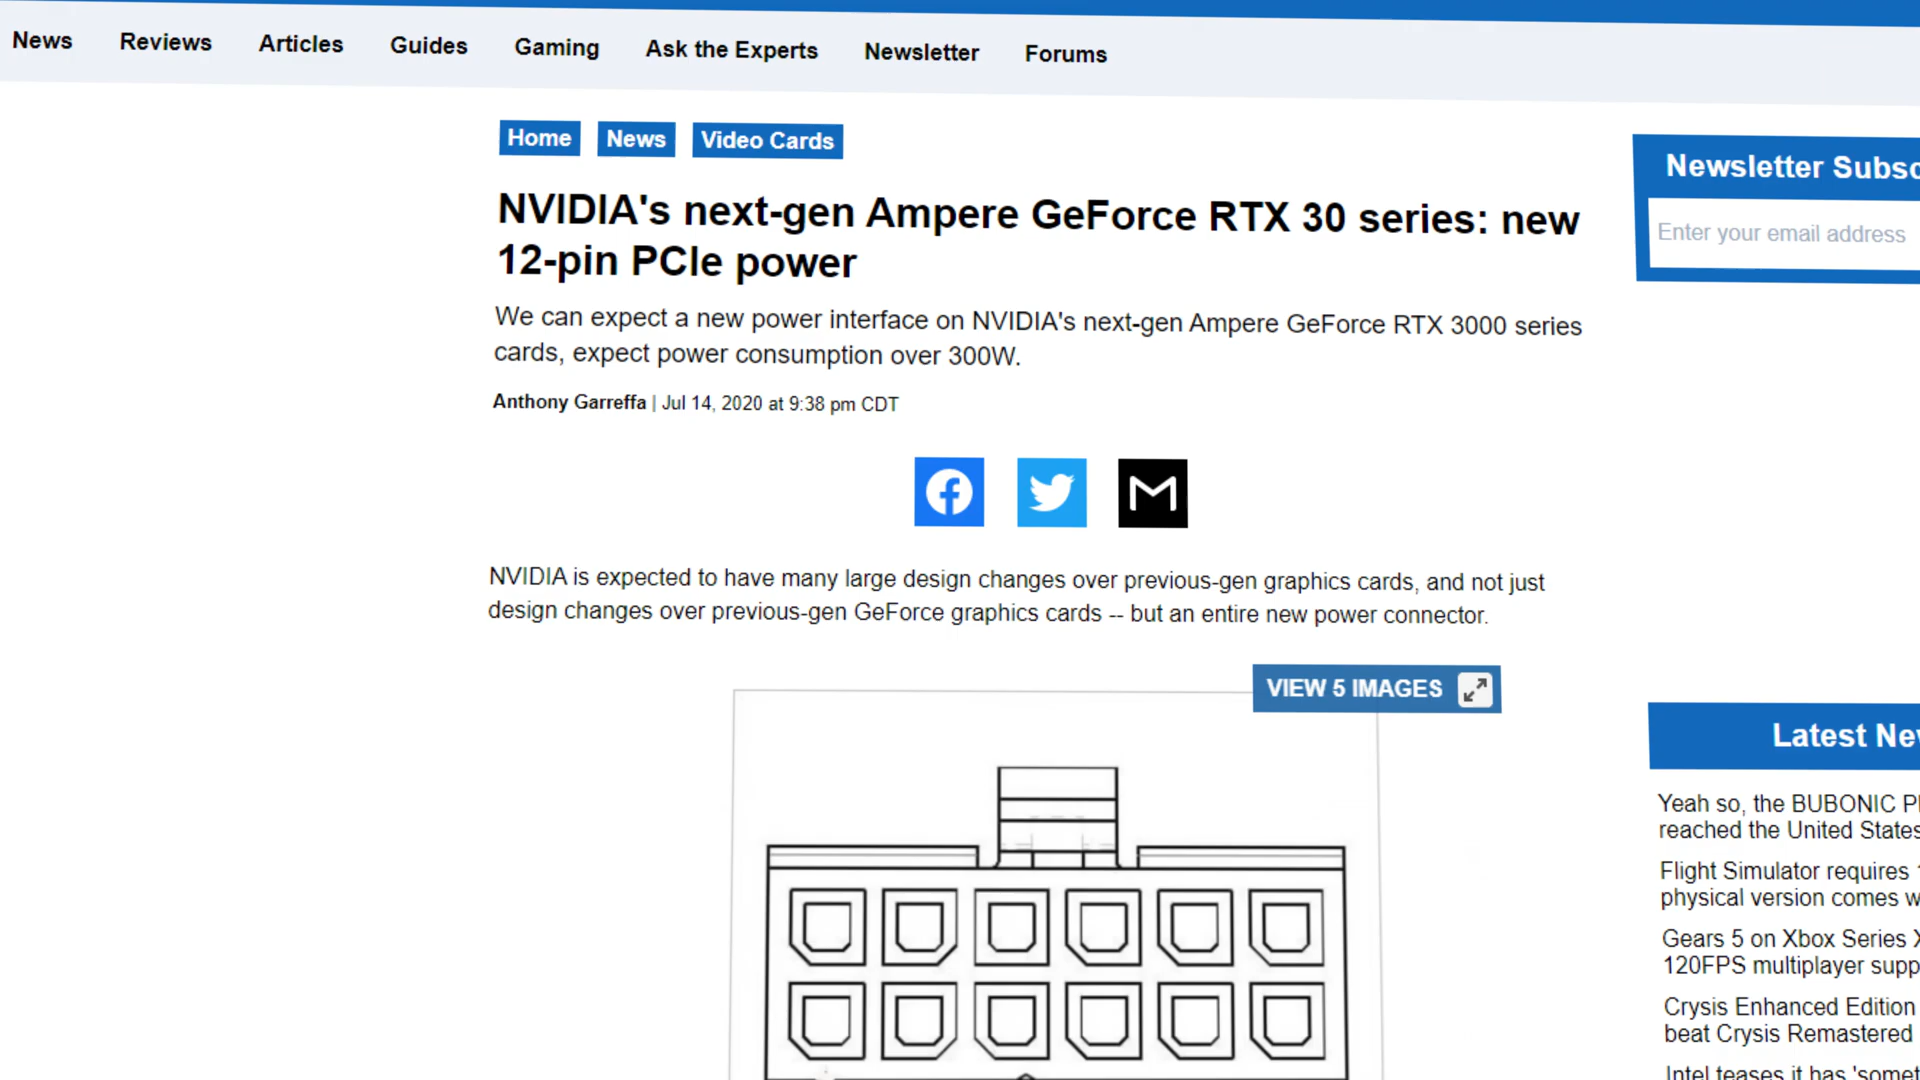 News Reviews Articles Guides Gaming Ask the Experts Newsletter Forums
Home News Video Cards
NVIDIA's next-gen Ampere GeForce RTX 30 series: new
12-pin PCIe power
We can expect a new power interface on NVIDIA's next-gen Ampere GeForce RTX 3000 series
cards, expect power consumption over 300W.
Anthony Garreffa | Jul 14, 2020 at 9:38 pm CDT
NVIDIA is expected to have many large design changes over previous-gen graphics cards, and not just
design changes over previous-gen GeForce graphics cards -- but an entire new power connector.
VIEW 5 IMAGES
Newsletter Subsc
Enter your email address
Latest Ne
Yeah so, the BUBONIC
reached the United States
Flight Simulator requires
physical version comes
Gears 5 on Xbox Series
120FPS multiplayer supp
Crysis Enhanced Edition
beat Crysis Remastered
Intel teases it has 'somet